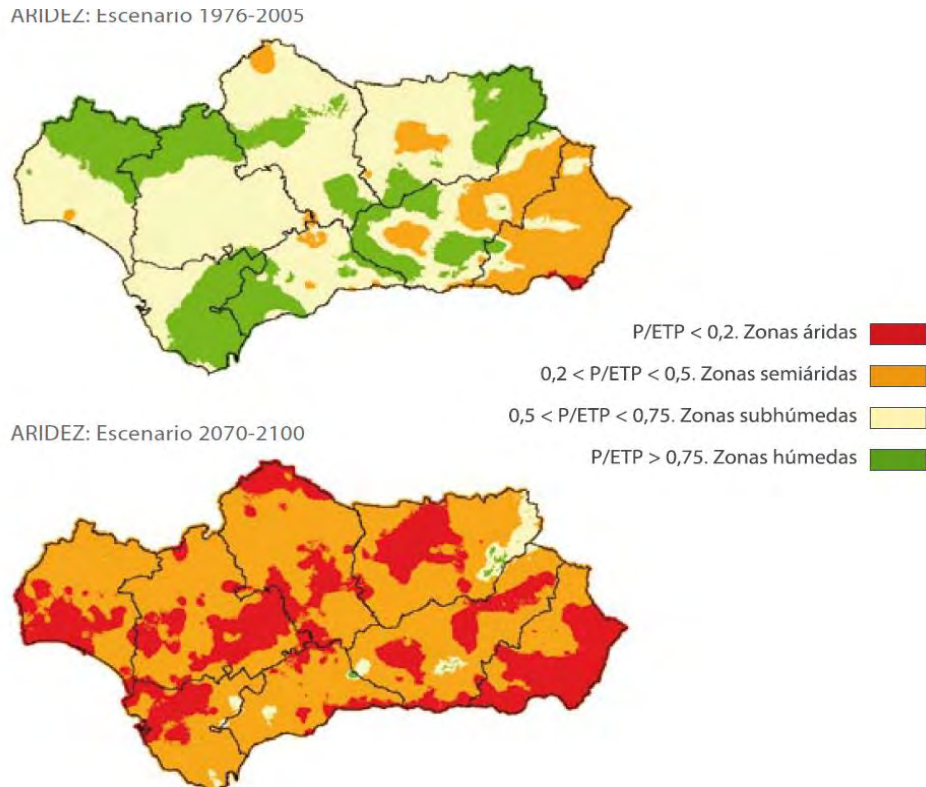 ARIDEZ: Escenario 1976-2005
P/ETP < 0,2. Zonas áridas
0,2 < P/ETP < 0,5. Zonas semiáridas
0,5 < P/ETP < 0,75. Zonas subhúmedas
P/ETP > 0,75. Zonas húmedas
ARIDEZ: Escenario 2070-2100